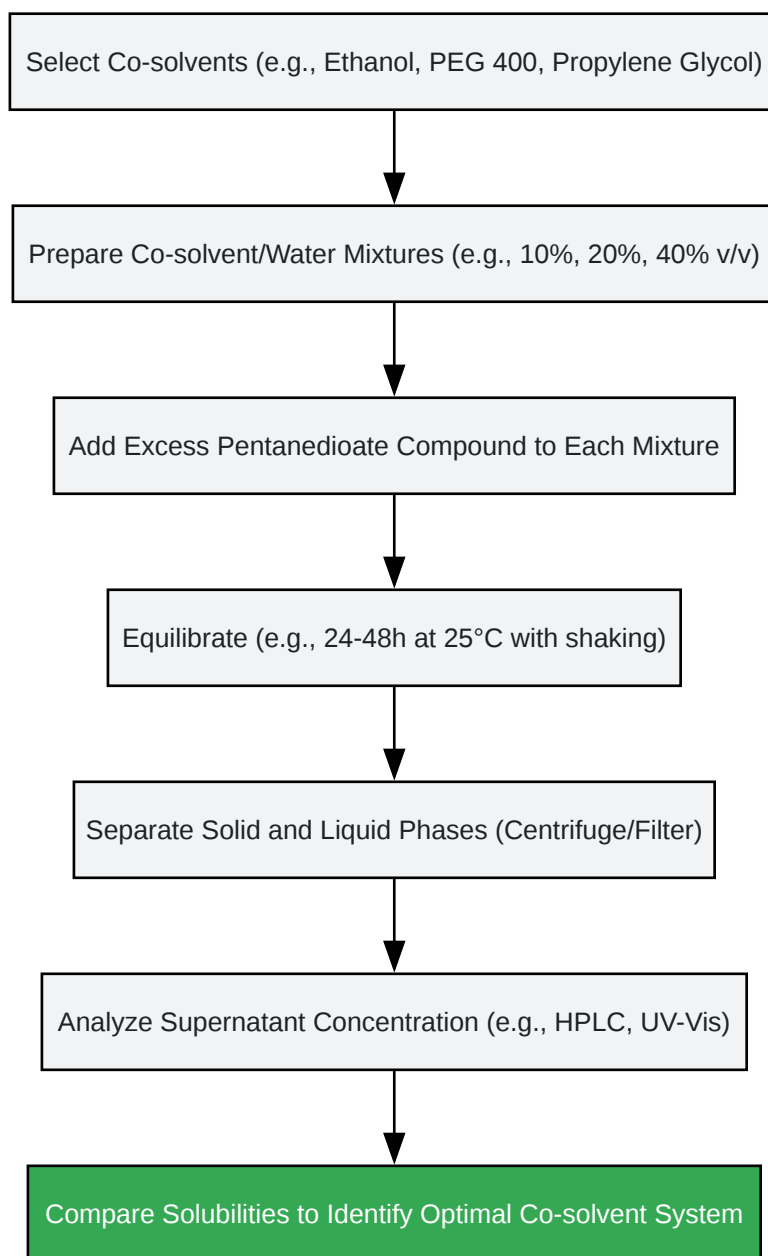 Select Co-solvents (e.g., Ethanol, PEG 400, Propylene Glycol)
Prepare Co-solvent/Water Mixtures (e.g., 10%, 20%, 40% v/v)
Add Excess Pentanedioate Compound to Each Mixture
Equilibrate (e.g., 24-48h at 25°C with shaking)
Separate Solid and Liquid Phases (Centrifuge/Filter)
Analyze Supernatant Concentration (e.g., HPLC, UV-Vis)
Compare Solubilities to Identify Optimal Co-solvent System